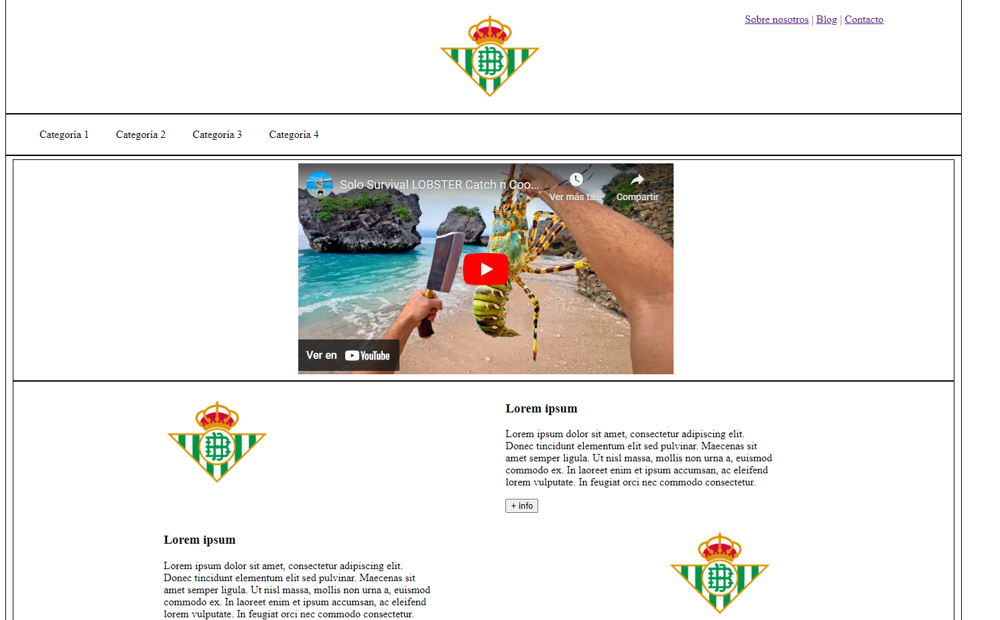 Sobre nosotros | Blog | Contacto
Categoría 1 Categoría 2 Categoría 3 Categoría 4
Solo Survival LOBSTER Catch n Coo...
Ver más ta...
Compartir
Ver en YouTube
Lorem ipsum
Lorem ipsum dolor sit amet, consectetur adipiscing elit.
Donec tincidunt elementum elit sed pulvinar. Maecenas sit
amet semper ligula. Ut nisl massa, mollis non urna a, euismod
commodo ex. In laoreet enim et ipsum accumsan, ac eleifend
lorem vulputate. In feugiat orci nec commodo consectetur.
+ info
Lorem ipsum
Lorem ipsum dolor sit amet, consectetur adipiscing elit.
Donec tincidunt elementum elit sed pulvinar. Maecenas sit
amet semper ligula. Ut nisl massa, mollis non urna a, euismod
commodo ex. In laoreet enim et ipsum accumsan, ac eleifend
lorem vulputate. In feugiat orci nec commodo consectetur.